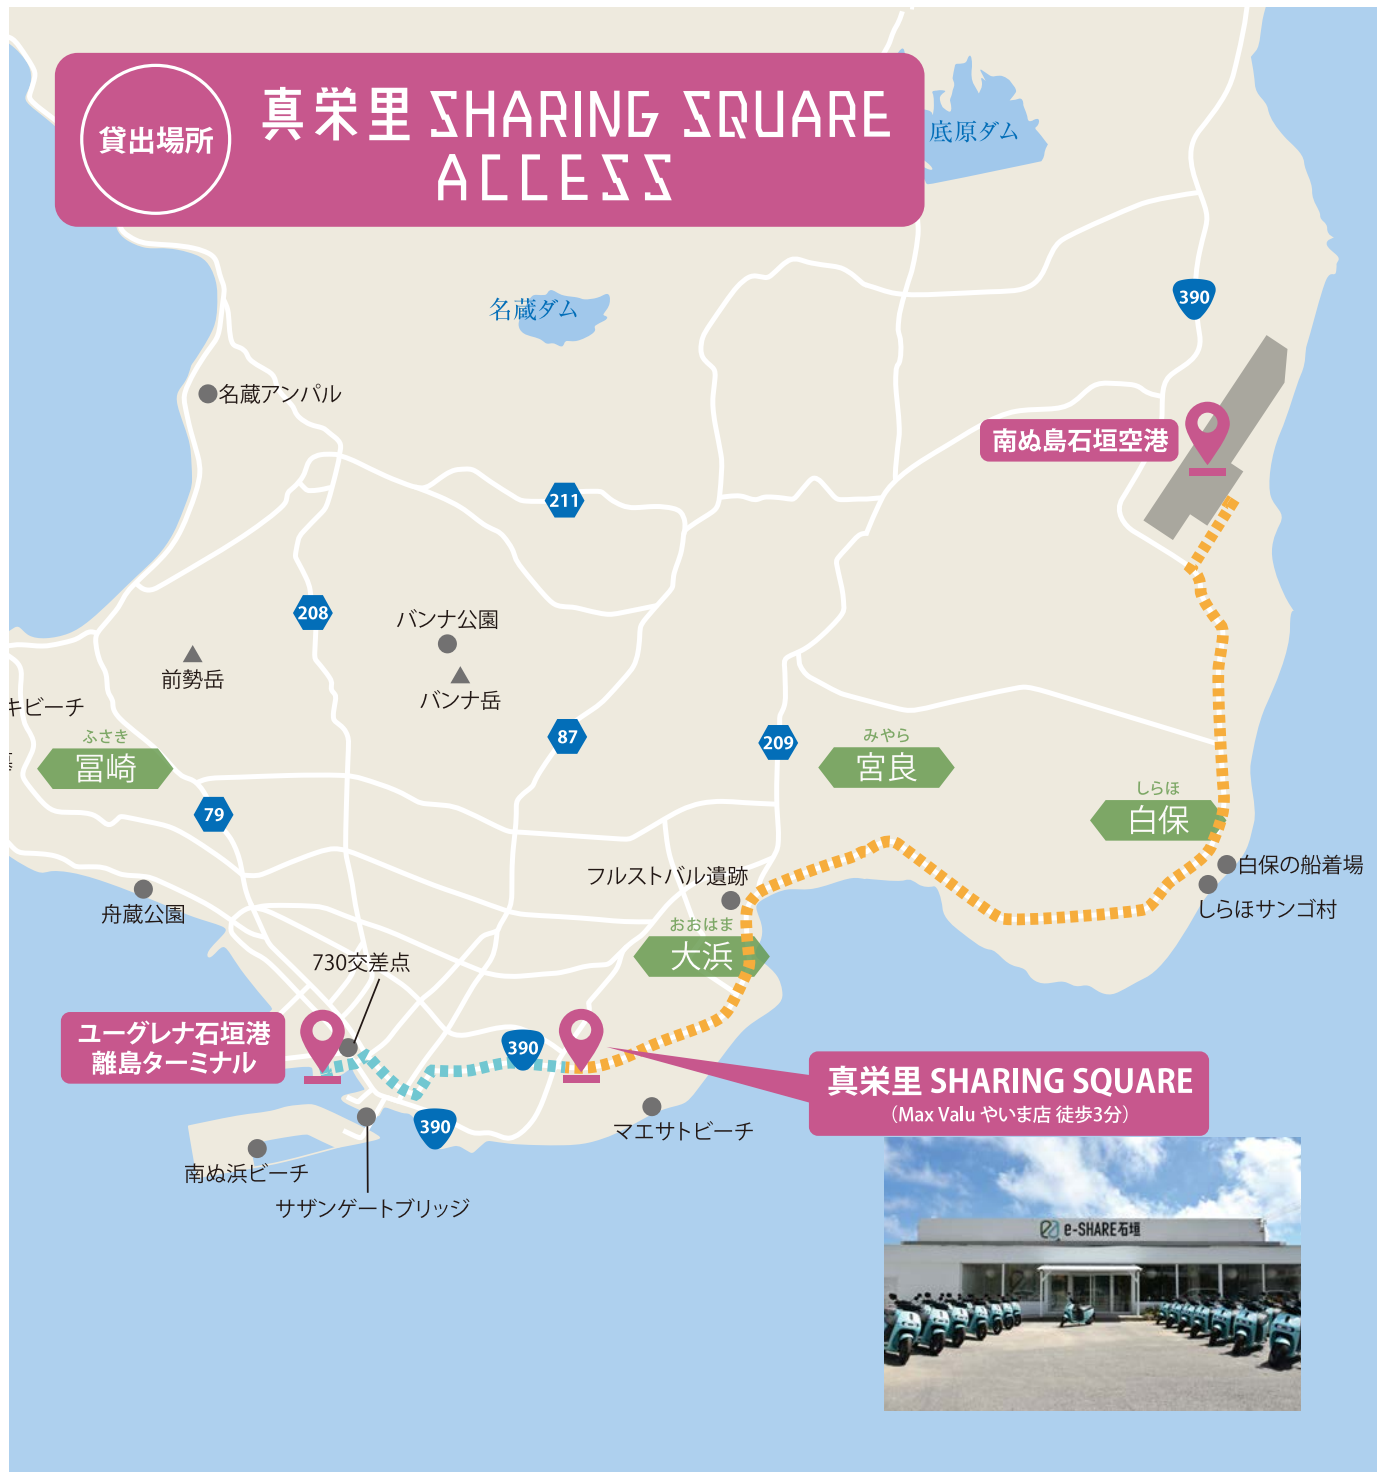 貸出場所
真栄里 SHARING SQUARE
ACCESS
底原ダム
名蔵ダム
390
名蔵アンパル
南ぬ島石垣空港
211
208
バンナ公園
前勢岳
バンナ岳
キビーチ
ふさき
冨崎
87
209
みやら
宮良
79
しらほ
白保
フルストバル遺跡
白保の船着場
しらほサンゴ村
舟蔵公園
おおはま
大浜
730交差点
ユーグレナ石垣港
離島ターミナル
390
真栄里 SHARING SQUARE
（Max Valu やいま店 徒歩3分）
390
マエサトビーチ
南ぬ浜ビーチ
サザンゲートブリッジ
e-SHARE石垣